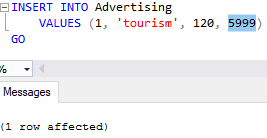 INSERT INTO Advertising
VALUES (1, 'tourism', 120, 5999)
GO
%
Messages
(1 row affected)